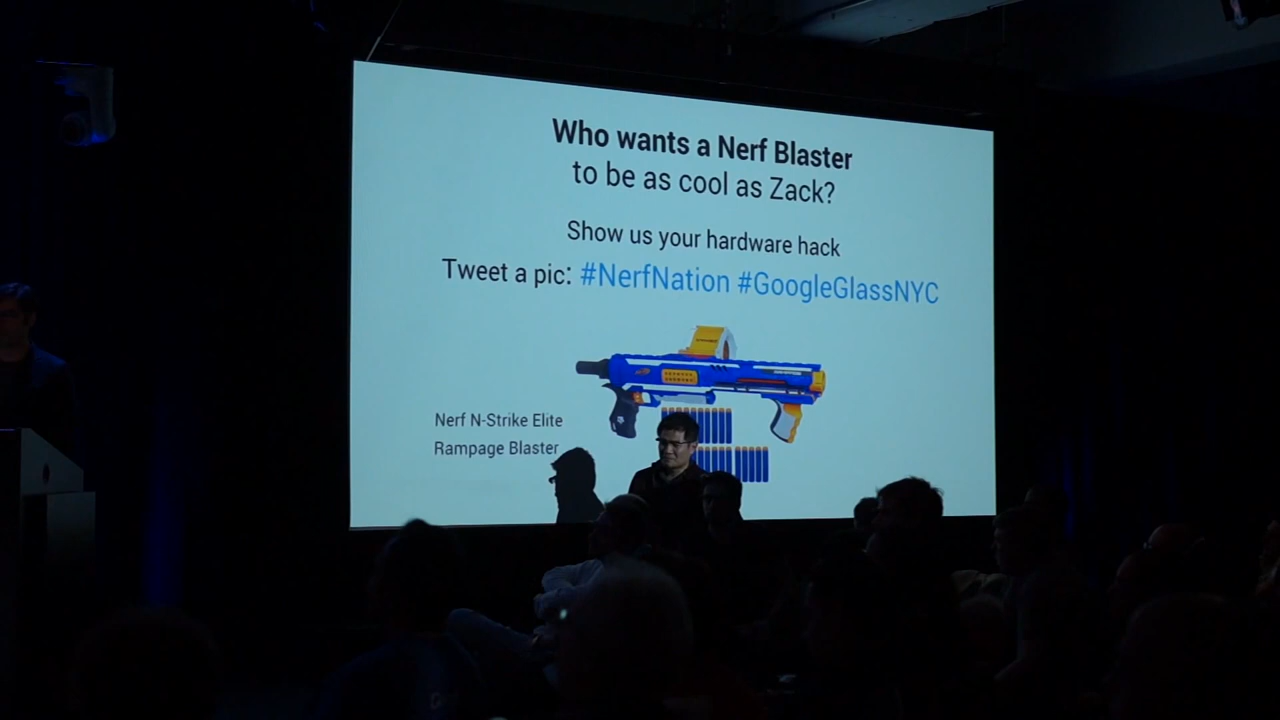 Who wants a Nerf Blaster
to be as cool as Zack?
Show us your hardware hack
Tweet a pic: #NerfNation #GoogleGlassNYC
Nerf N-Strike Elite
Rampage Blaster